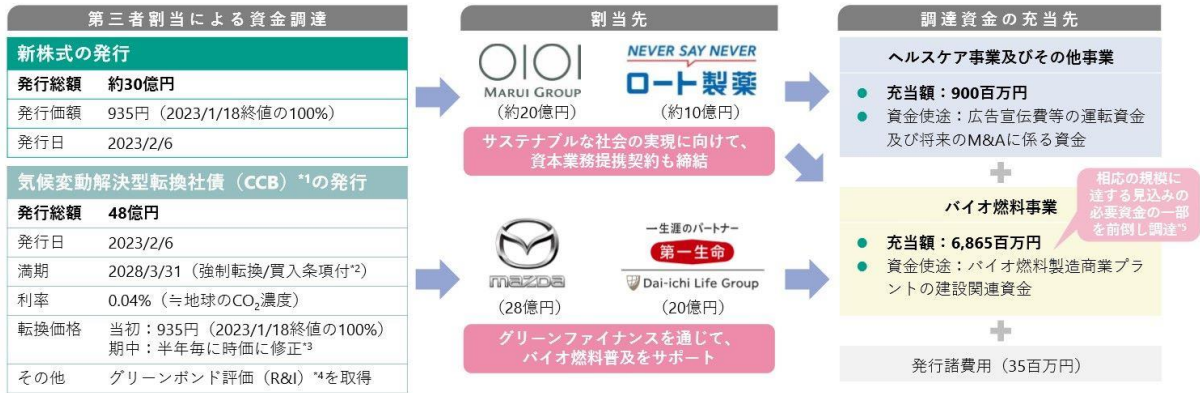 第三者割当による資金調達
新株式の発行
発行総額 約30億円
発行価額 935円（2023/1/18終値の100%）
発行日 2023/2/6
気候変動解決型転換社債（CCB）*1の発行
発行総額 48億円
発行日 2023/2/6
満期 2028/3/31（強制転換/買入条項付*2）
利率 0.04%（≒地球のCO2濃度）
転換価格 当初：935円（2023/1/18終値の100%）
期中：半年毎に時価に修正*3
その他 グリーンボンド評価（R&I）*4を取得
割当先
OIOI
MARUI GROUP
（約20億円）
NEVER SAY NEVER
ロート製薬
（約10億円）
サステナブルな社会の実現に向けて、
資本業務提携契約も締結
mazda
（28億円）
一生涯のパートナー
第一生命
Dai-ichi Life Group
（20億円）
グリーンファイナンスを通じて、
バイオ燃料普及をサポート
調達資金の充当先
ヘルスケア事業及びその他事業
● 充当額：900百万円
● 資金使途：広告宣伝費等の運転資金
及び将来のM&Aに係る資金
バイオ燃料事業
相応の規模に
達する見込みの
必要資金の一部
を前倒し調達*5
● 充当額：6,865百万円
● 資金使途：バイオ燃料製造商業プラ
ントの建設関連資金
発行諸費用（35百万円）